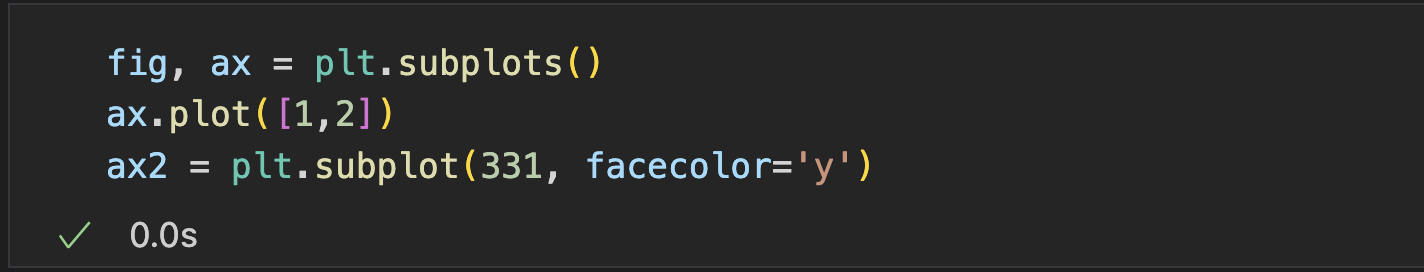 fig, ax = plt.subplots()
ax.plot([1,2])
ax2 = plt.subplot(331, facecolor='y')
✓ 0.0s